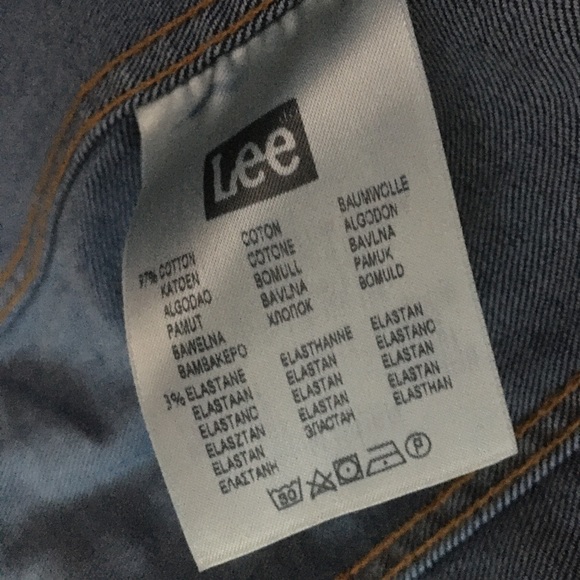 Lee
97% COTTON COTON BAUMWOLLE
KATOEN COTONE ALGODON
ALGODAO BOMULL BAVLNA
PAMUT BAVLNA PAMUK
BAWELNA ХЛОПОК BOMULD
ΒΑΜΒΑΚΕΡΟ
3% ELASTANE ELASTHANNE ELASTAN
ELASTAAN ELASTAN ELASTANO
ELASTANO ELASTAN ELASTAN
ELASZTAN ELASTAN ELASTAN
ELASTAN ЭЛАСТАН ELASTHAN
ΕΛΑΣΤΑΝΗ
30
P